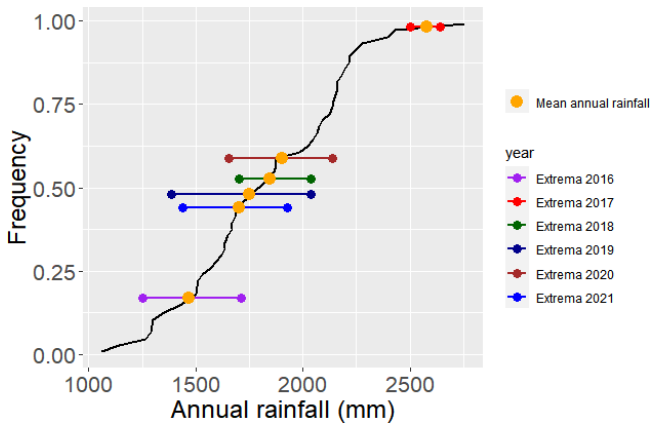 1.00
0.75
0.50
0.25
0.00
Frequency
1000 1500 2000 2500
Annual rainfall (mm)
Mean annual rainfall
year
Extrema 2016
Extrema 2017
Extrema 2018
Extrema 2019
Extrema 2020
Extrema 2021